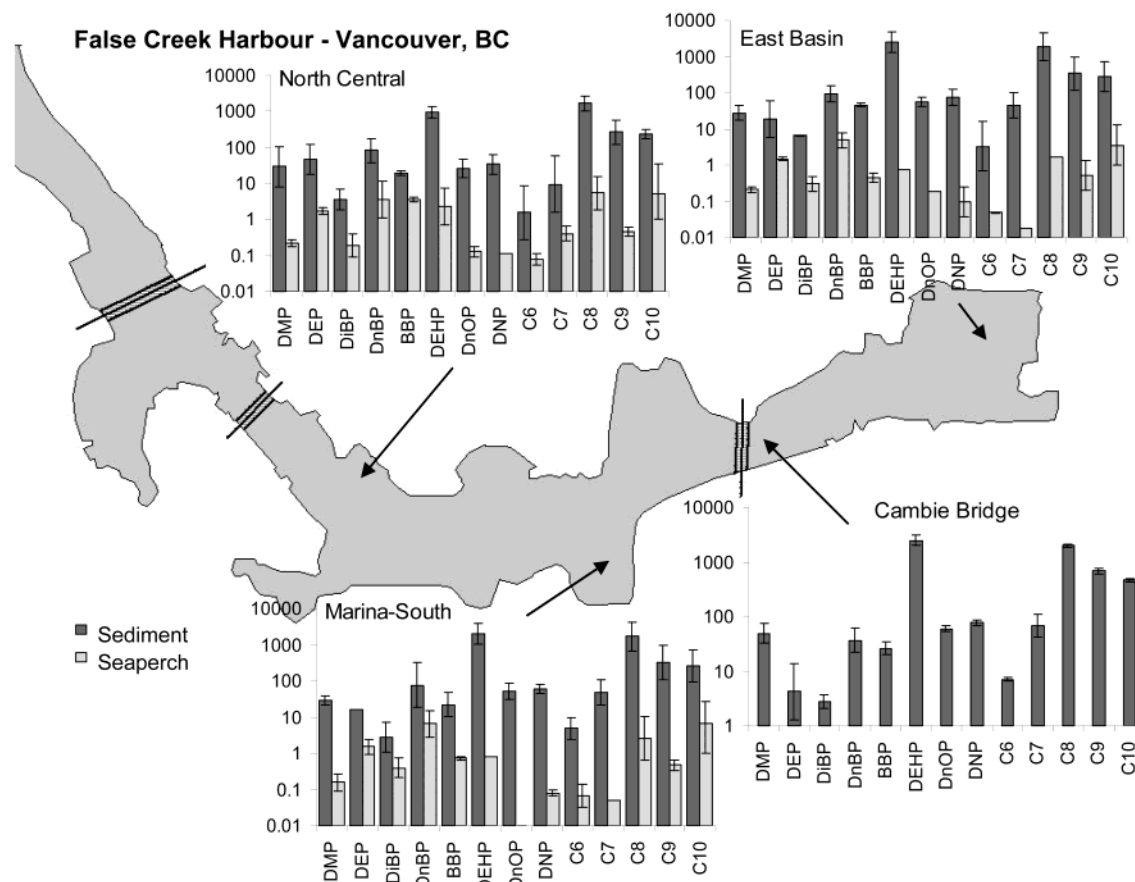 False Creek Harbour - Vancouver, BC
North Central
10000
1000
100
10
1
0.1
0.01
DMP
DEP
DiBP
DnBP
BBP
DEHP
DnOP
DNP
C6
C7
C8
C9
C10
East Basin
10000
1000
100
10
1
0.1
0.01
DMP
DEP
DiBP
DnBP
BBP
DEHP
DnOP
DNP
C6
C7
C8
C9
C10
Sediment
Seaperch
Marina-South
10000
1000
100
10
1
0.1
0.01
DMP
DEP
DiBP
DnBP
BBP
DEHP
DnOP
DNP
C6
C7
C8
C9
C10
Cambie Bridge
10000
1000
100
10
1
DMP
DEP
DiBP
DnBP
BBP
DEHP
DnOP
DNP
C6
C7
C8
C9
C10